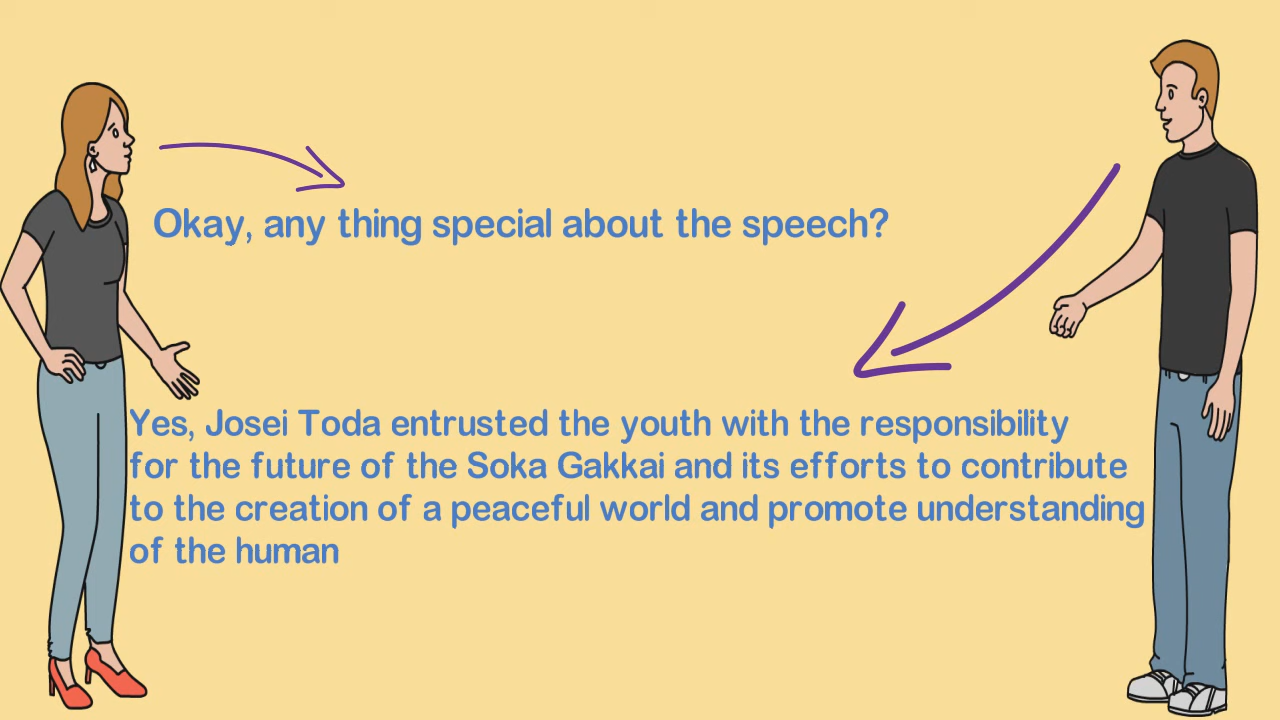 Okay, any thing special about the speech?
Yes, Josei Toda entrusted the youth with the responsibility
for the future of the Soka Gakkai and its efforts to contribute
to the creation of a peaceful world and promote understanding
of the human